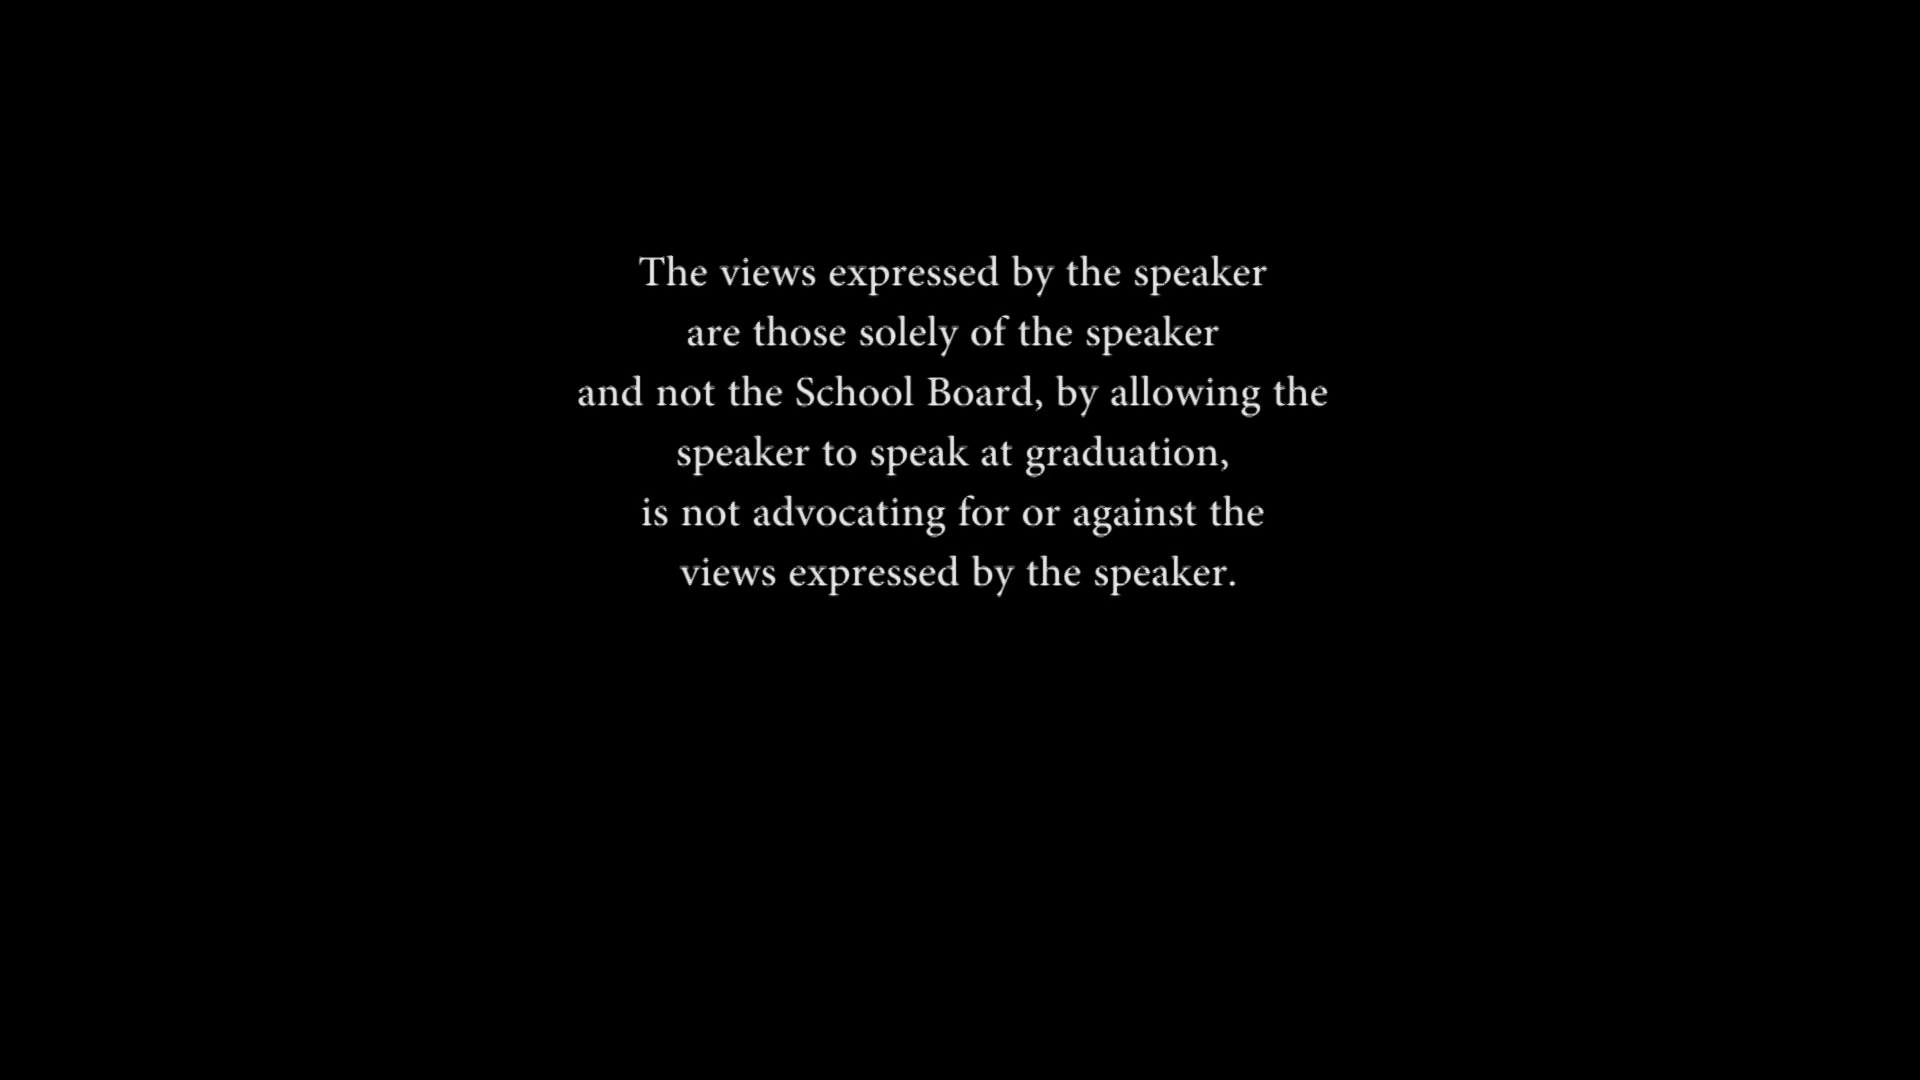 The views expressed by the speaker
are those solely of the speaker
and not the School Board, by allowing the
speaker to speak at graduation,
is not advocating for or against the
views expressed by the speaker.